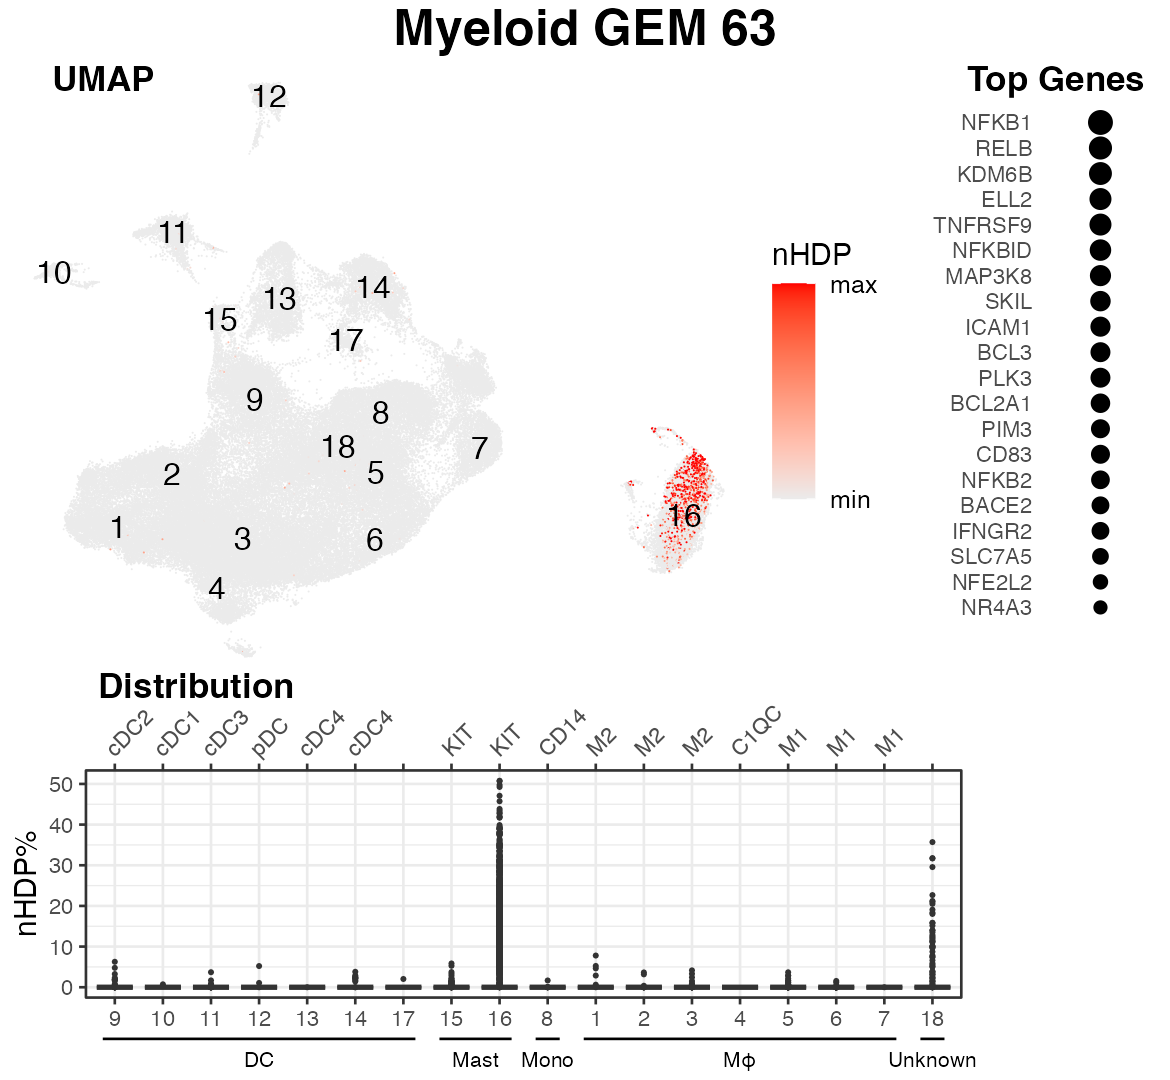 Myeloid GEM 63
UMAP
Top Genes
12
11
10
13
14
15
17
9
8
18
7
2
5
1
3
6
4
16
nHDP
max
min
NFKB1
RELB
KDM6B
ELL2
TNFRSF9
NFKBID
MAP3K8
SKIL
ICAM1
BCL3
PLK3
BCL2A1
PIM3
CD83
NFKB2
BACE2
IFNGR2
SLC7A5
NFE2L2
NR4A3
Distribution
cDC2 cDC1 cDC3 pDC cDC4 cDC4 KIT KIT CD14 M2 M2 M2 C1QC M1 M1 M1
nHDP%
50
40
30
20
10
0
9 10 11 12 13 14 17 15 16 8 1 2 3 4 5 6 7 18
DC Mast Mono Mϕ Unknown